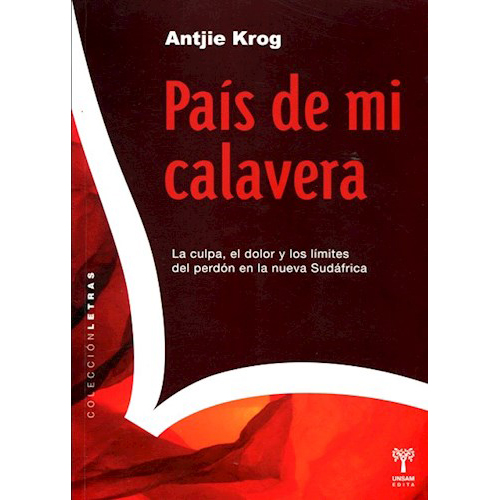 Antjie Krog
País de mi
calavera
La culpa, el dolor y los límites
del perdón en la nueva Sudáfrica
COLECCIÓNLETRAS
UNSAM
EDITA